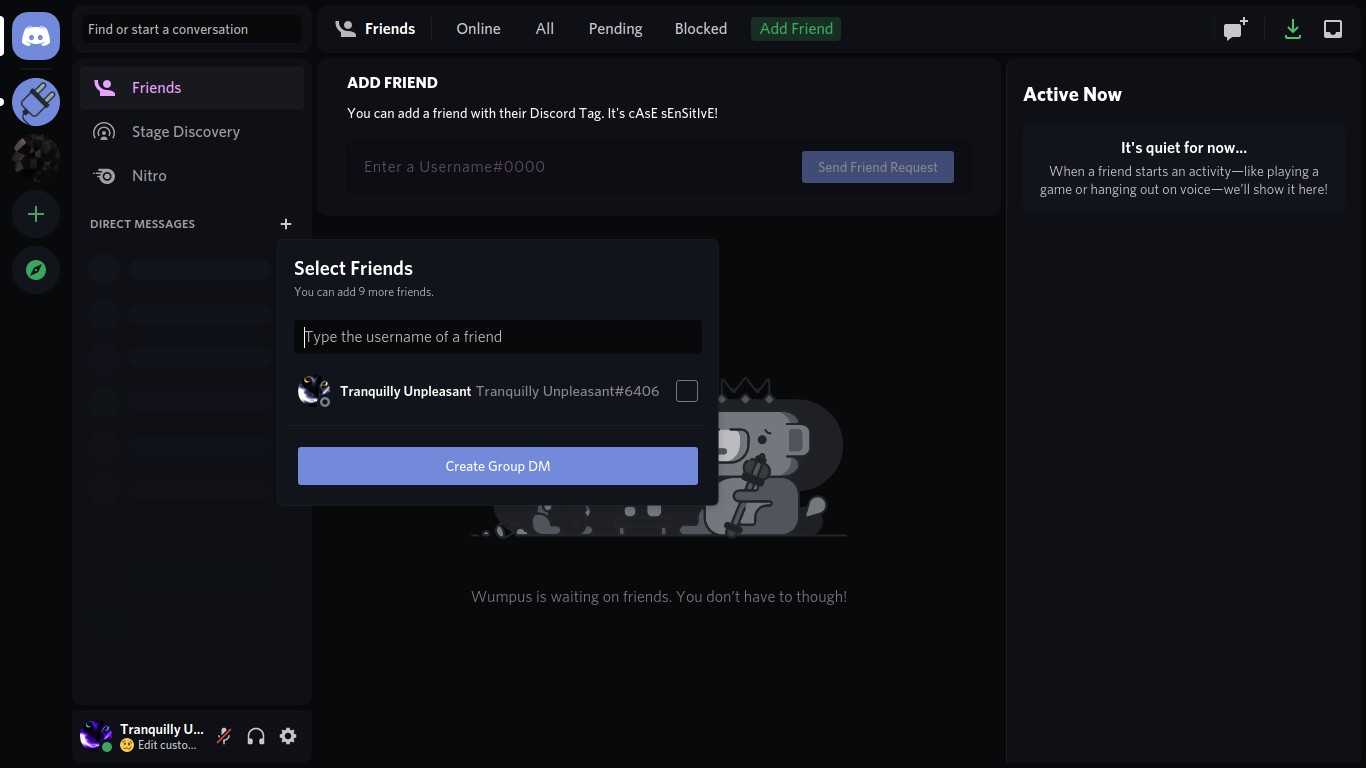 Find or start a conversation
Friends
Online
All
Pending
Blocked
Add Friend
Friends
Stage Discovery
Nitro
DIRECT MESSAGES
ADD FRIEND
You can add a friend with their Discord Tag. It's cAsE sEnSitIvE!
Enter a Username#0000
Send Friend Request
Select Friends
You can add 9 more friends.
Type the username of a friend
Tranquilly Unpleasant Tranquilly Unpleasant#6406
Create Group DM
Wumpus is waiting on friends. You don't have to though!
Active Now
It's quiet for now...
When a friend starts an activity—like playing a
game or hanging out on voice—we'll show it here!
Tranquilly U...
Edit custo...